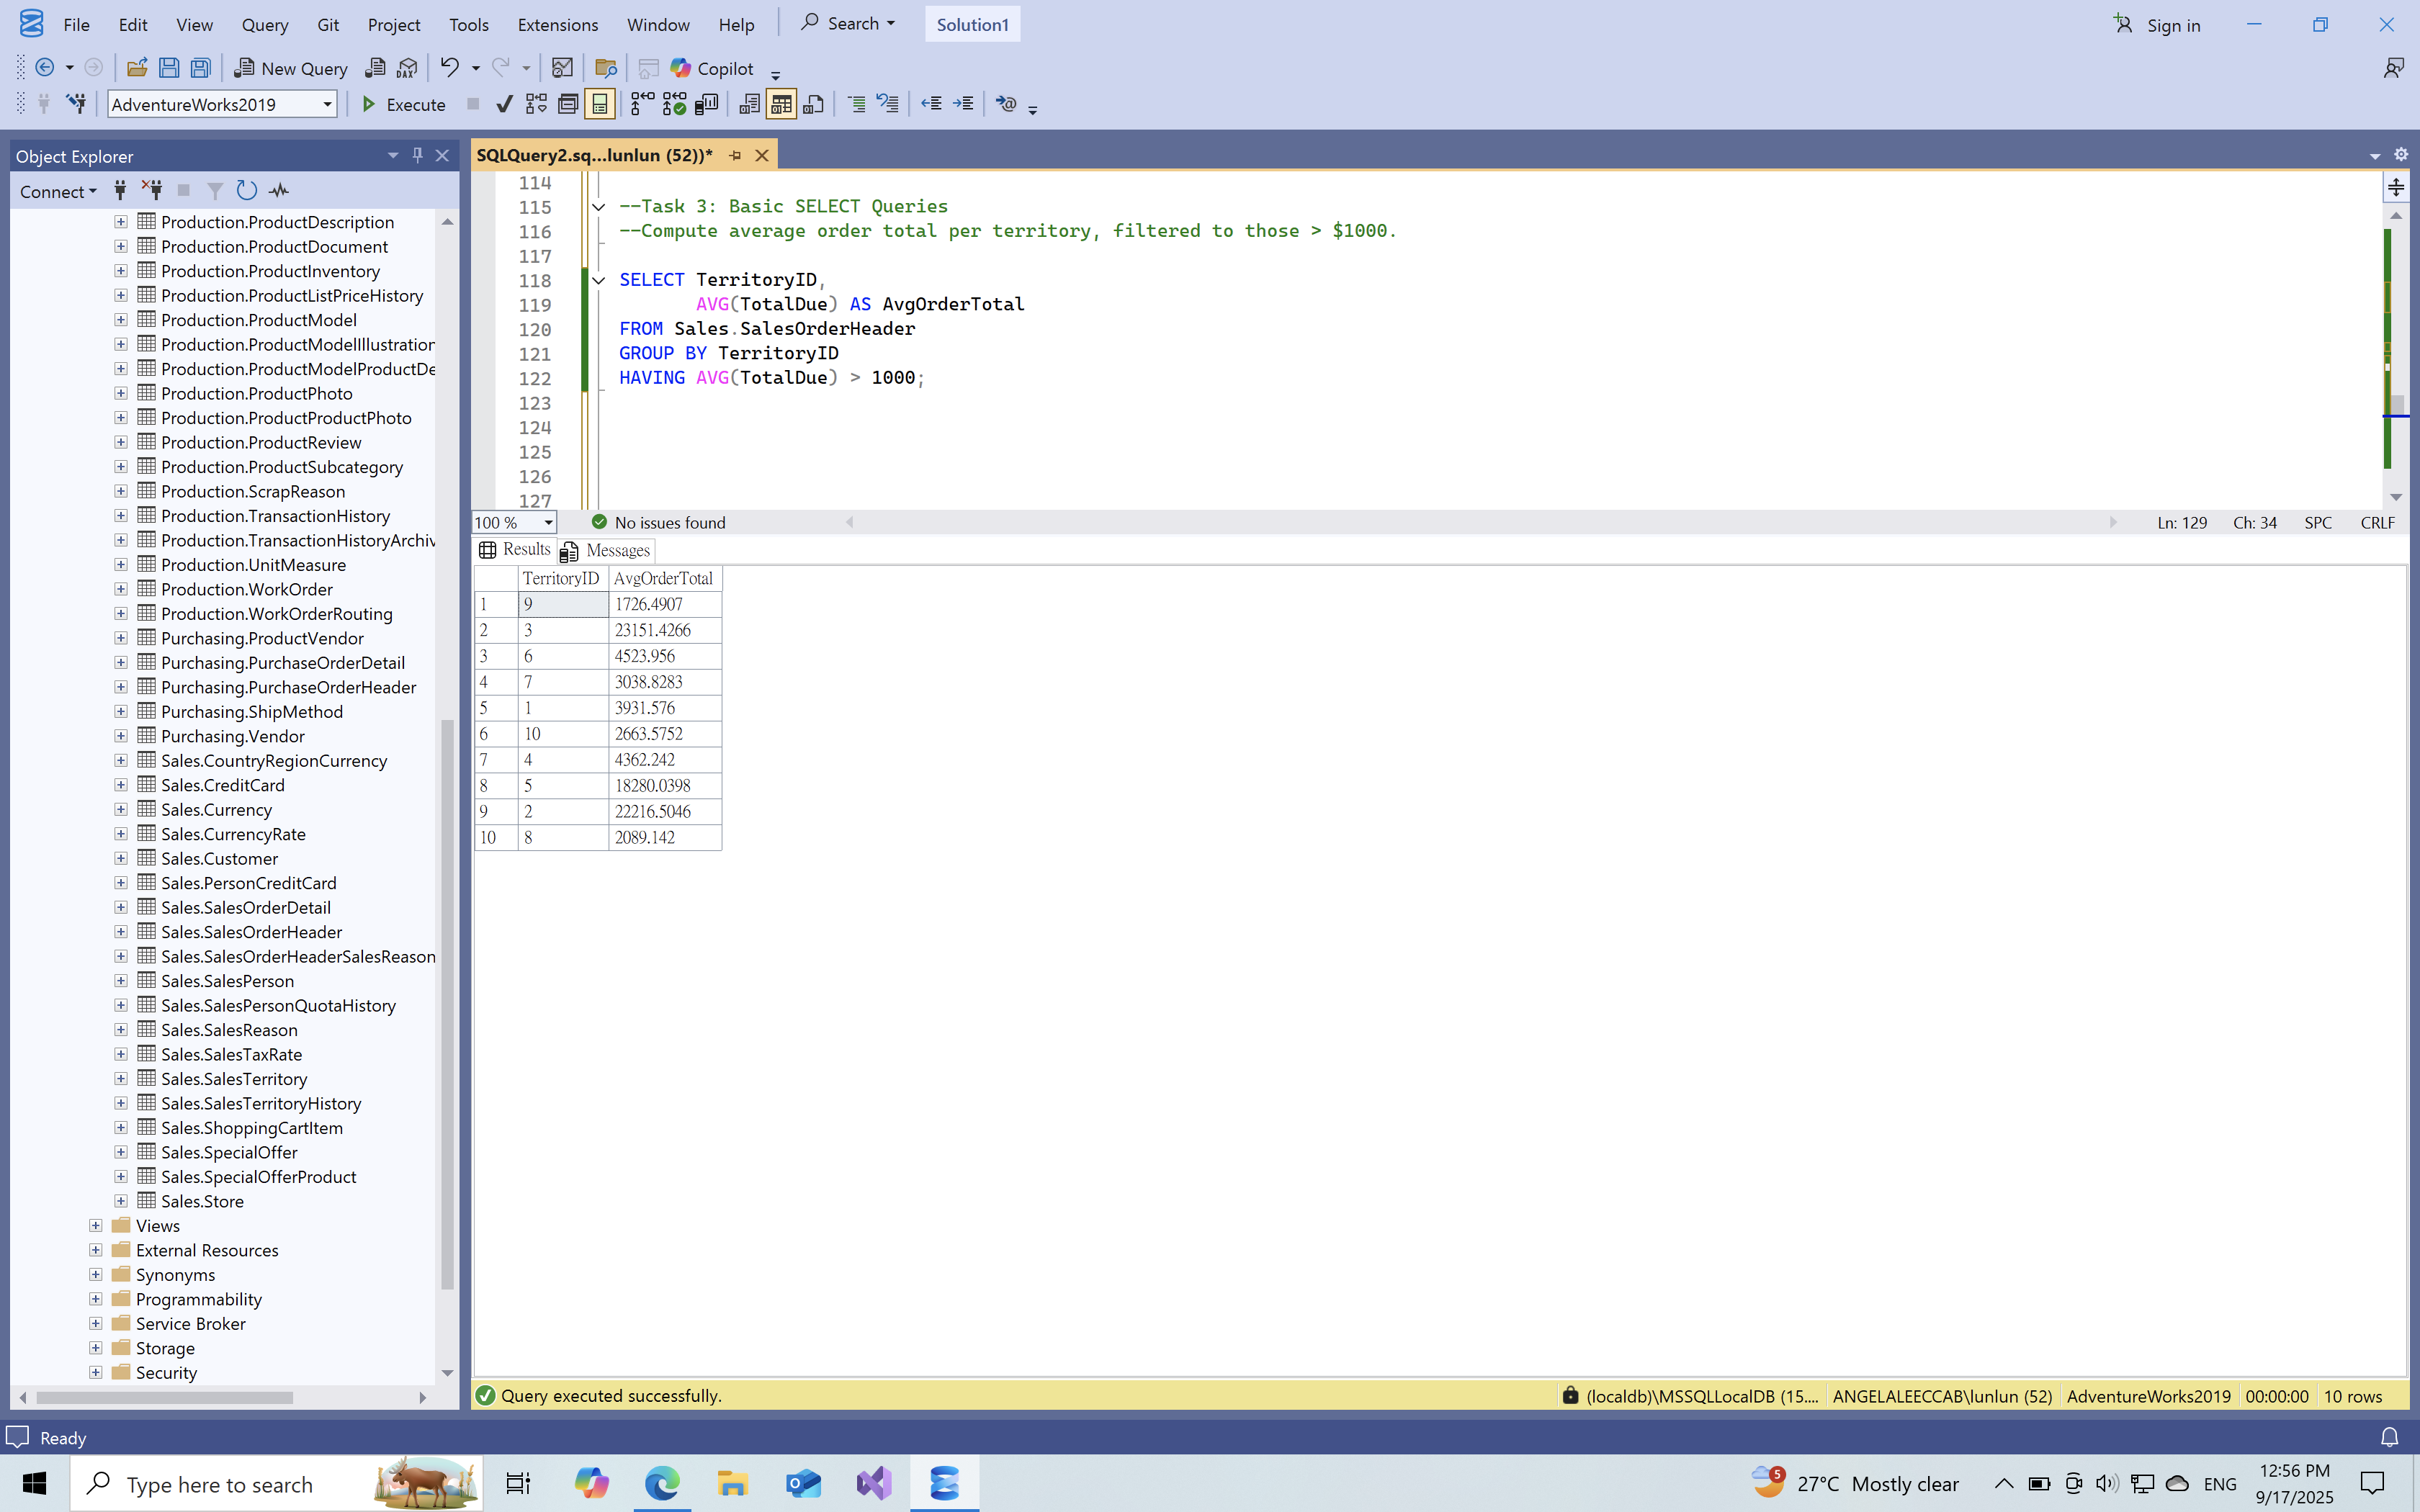 File Edit View Query Git Project Tools Extensions Window Help Search Solution1 Sign in
New Query DAX Copilot
AdventureWorks2019 Execute
Object Explorer
Connect
Production.ProductDescription
Production.ProductDocument
Production.ProductInventory
Production.ProductListPriceHistory
Production.ProductModel
Production.ProductModelIllustration
Production.ProductModelProductDe
Production.ProductPhoto
Production.ProductProductPhoto
Production.ProductReview
Production.ProductSubcategory
Production.ScrapReason
Production.TransactionHistory
Production.TransactionHistoryArchiv
Production.UnitMeasure
Production.WorkOrder
Production.WorkOrderRouting
Purchasing.ProductVendor
Purchasing.PurchaseOrderDetail
Purchasing.PurchaseOrderHeader
Purchasing.ShipMethod
Purchasing.Vendor
Sales.CountryRegionCurrency
Sales.CreditCard
Sales.Currency
Sales.CurrencyRate
Sales.Customer
Sales.PersonCreditCard
Sales.SalesOrderDetail
Sales.SalesOrderHeader
Sales.SalesOrderHeaderSalesReason
Sales.SalesPerson
Sales.SalesPersonQuotaHistory
Sales.SalesReason
Sales.SalesTaxRate
Sales.SalesTerritory
Sales.SalesTerritoryHistory
Sales.ShoppingCartItem
Sales.SpecialOffer
Sales.SpecialOfferProduct
Sales.Store
Views
External Resources
Synonyms
Programmability
Service Broker
Storage
Security
SQLQuery2.sq...lunlun (52))*
114
115 --Task 3: Basic SELECT Queries
116 --Compute average order total per territory, filtered to those > $1000.
117
118 SELECT TerritoryID,
119 AVG(TotalDue) AS AvgOrderTotal
120 FROM Sales.SalesOrderHeader
121 GROUP BY TerritoryID
122 HAVING AVG(TotalDue) > 1000;
123
124
125
126
127
100 % No issues found Ln: 129 Ch: 34 SPC CRLF
Results Messages
TerritoryID AvgOrderTotal
1 9 1726.4907
2 3 23151.4266
3 6 4523.956
4 7 3038.8283
5 1 3931.576
6 10 2663.5752
7 4 4362.242
8 5 18280.0398
9 2 22216.5046
10 8 2089.142
Query executed successfully. (localdb)\MSSQLLocalDB (15.... ANGELALEECCAB\lunlun (52) AdventureWorks2019 00:00:00 10 rows
Ready
Type here to search 5 27°C Mostly clear ENG 12:56 PM
9/17/2025